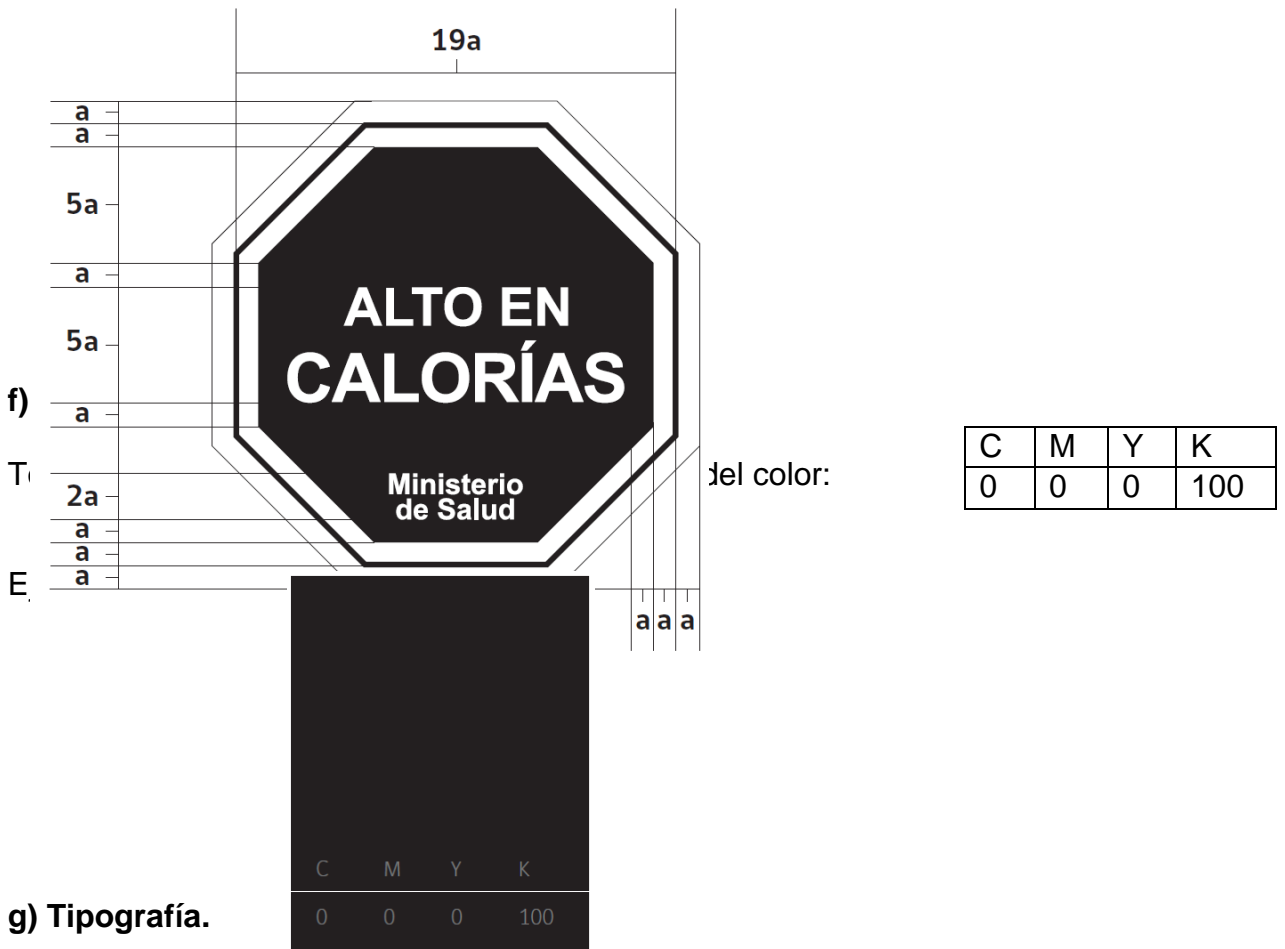 19a
a
a
5a
a
ALTO EN
5a
CALORÍAS
f)
a
C M Y K
del color:
0 0 0 100
2a
Ministerio
de Salud
a
a
a
a a a
C M Y K
0 0 0 100
g) Tipografía.